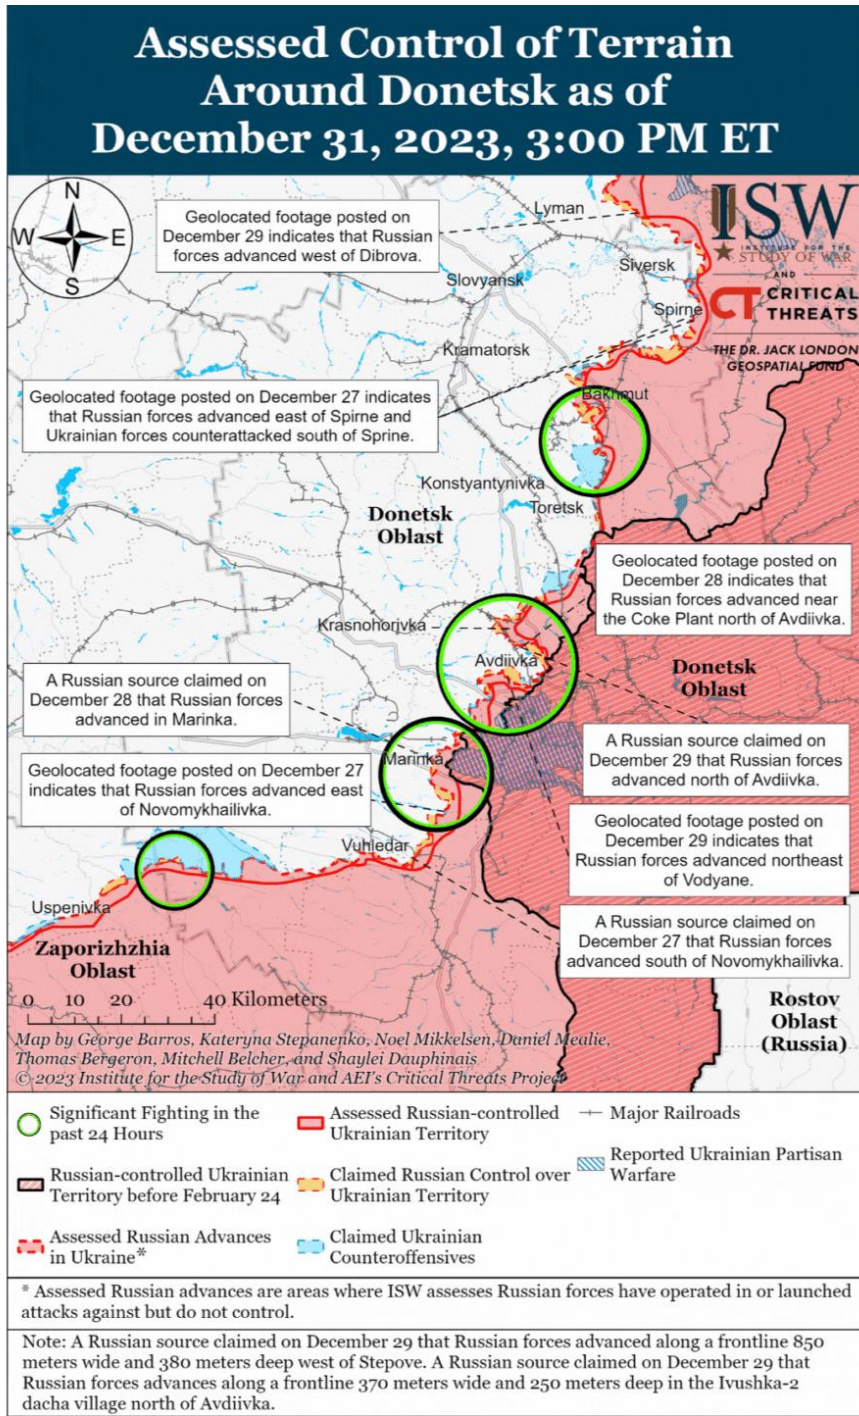 Assessed Control of Terrain
Around Donetsk as of
December 31, 2023, 3:00 PM ET
N
W
E
S
Geolocated footage posted on
December 29 indicates that Russian
forces advanced west of Dibrova.
Lyman
ISW
INSTITUTE FOR THE
STUDY OF WAR
AND
CT CRITICAL
THREATS
THE DR. JACK LONDON
GEOSPATIAL FUND
Siversk
Slovyansk
Spirne
Kramatorsk
Geolocated footage posted on December 27 indicates
that Russian forces advanced east of Spirne and
Ukrainian forces counterattacked south of Sprine.
Bakhmut
Konstyantynivka
Toretsk
Donetsk
Oblast
Geolocated footage posted on
December 28 indicates that
Russian forces advanced near
the Coke Plant north of Avdiivka.
Krasnohorivka
Avdiivka
Donetsk
Oblast
A Russian source claimed on
December 28 that Russian forces
advanced in Marinka.
A Russian source claimed on
December 29 that Russian forces
advanced north of Avdiivka.
Marinka
Geolocated footage posted on December 27
indicates that Russian forces advanced east
of Novomykhailivka.
Geolocated footage posted on
December 29 indicates that
Russian forces advanced northeast
of Vodyane.
Vuhledar
Uspenivka
A Russian source claimed on
December 27 that Russian forces
advanced south of Novomykhailivka.
Zaporizhzhia
Oblast
Rostov
Oblast
(Russia)
0 10 20 40 Kilometers
Map by George Barros, Kateryna Stepanenko, Noel Mikkelsen, Daniel Mealie,
Thomas Bergeron, Mitchell Belcher, and Shaylei Dauphinais
© 2023 Institute for the Study of War and AEI's Critical Threats Project
Significant Fighting in the
past 24 Hours
Russian-controlled Ukrainian
Territory before February 24
Assessed Russian Advances
in Ukraine*
Assessed Russian-controlled
Ukrainian Territory
Claimed Russian Control over
Ukrainian Territory
Claimed Ukrainian
Counteroffensives
Major Railroads
Reported Ukrainian Partisan
Warfare
* Assessed Russian advances are areas where ISW assesses Russian forces have operated in or launched
attacks against but do not control.
Note: A Russian source claimed on December 29 that Russian forces advanced along a frontline 850
meters wide and 380 meters deep west of Stepove. A Russian source claimed on December 29 that
Russian forces advances along a frontline 370 meters wide and 250 meters deep in the Ivushka-2
dacha village north of Avdiivka.